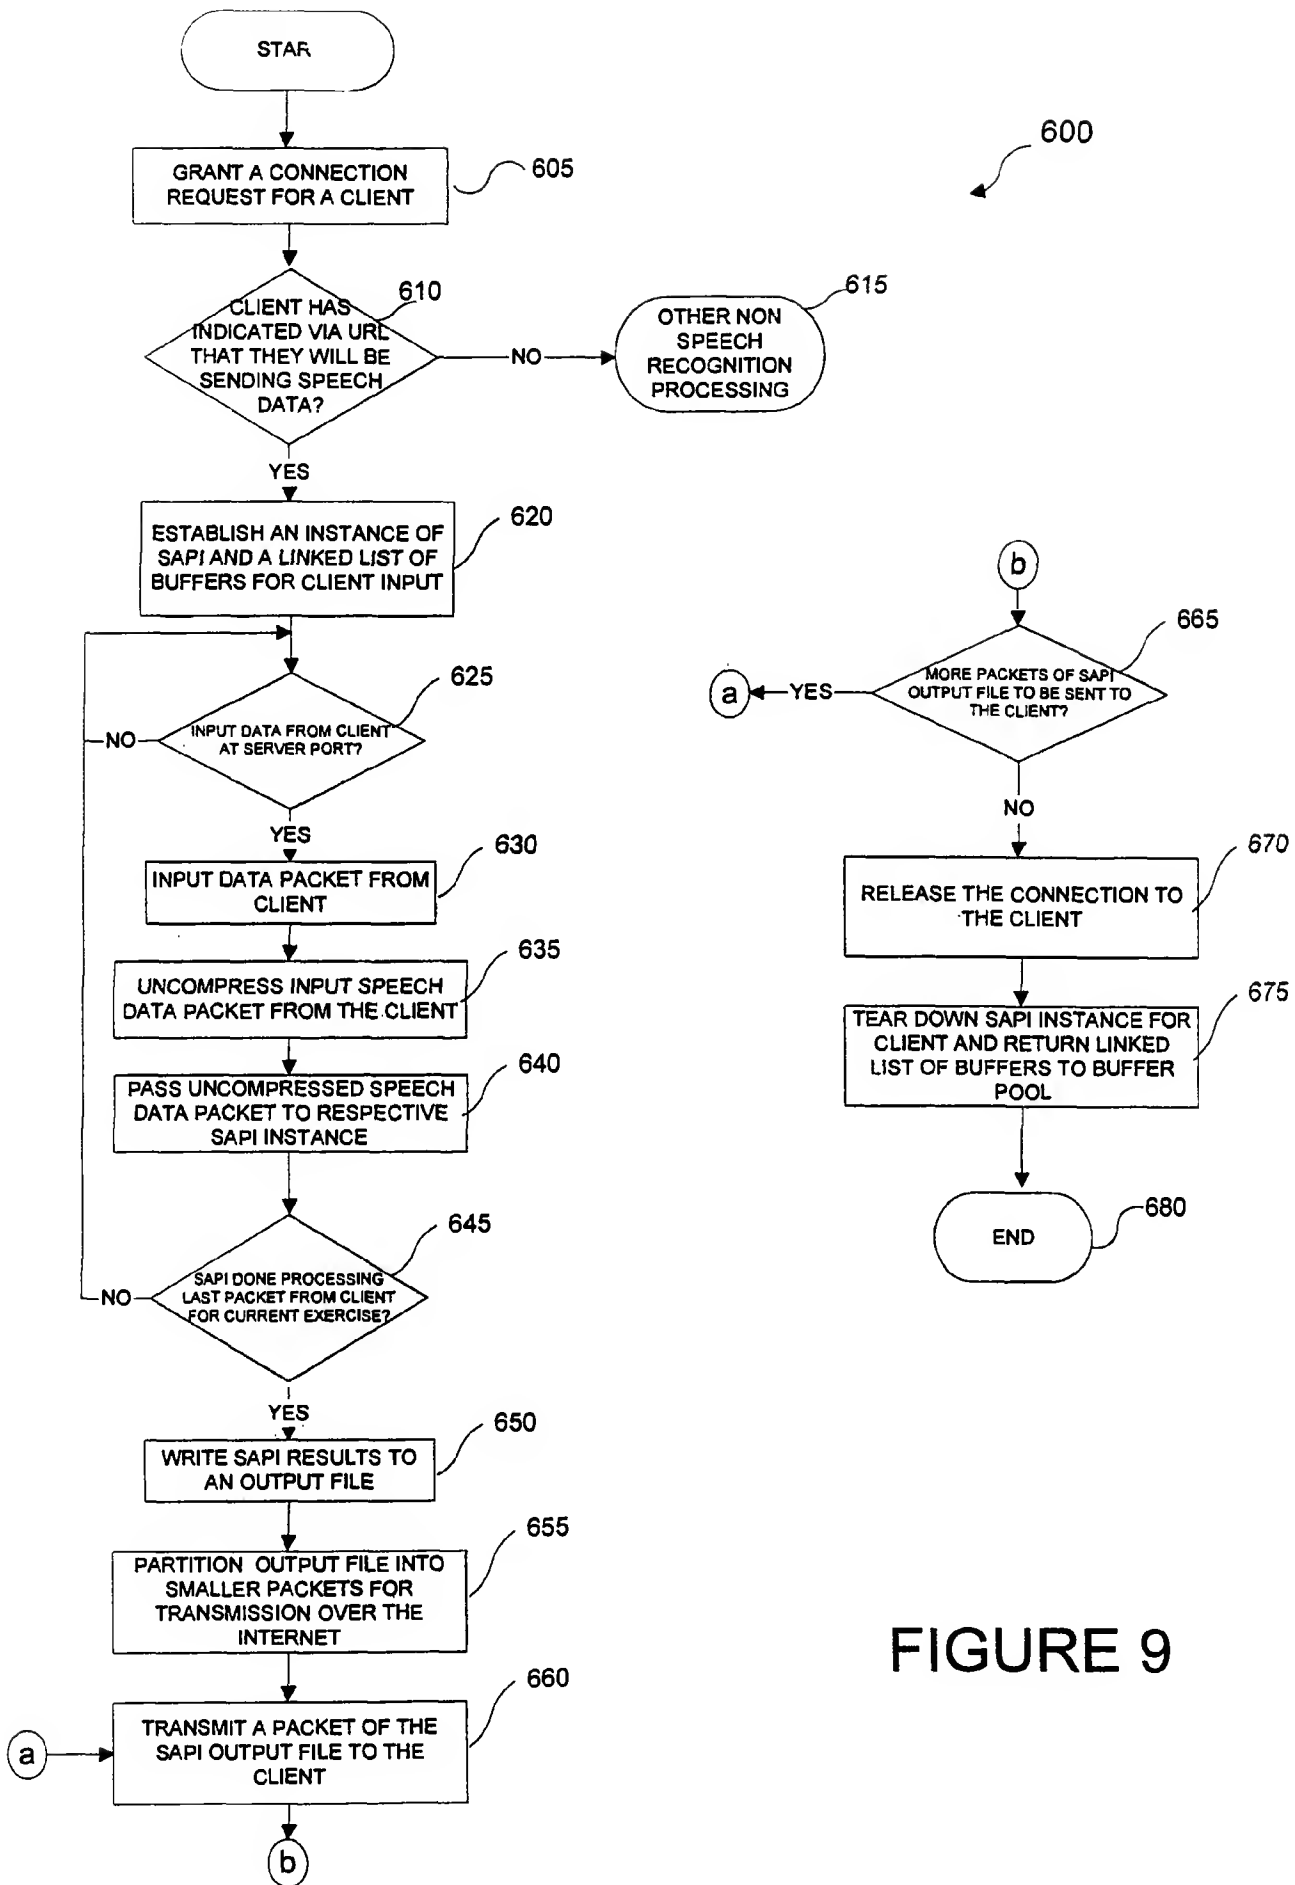 STAR
600
GRANT A CONNECTION
REQUEST FOR A CLIENT
605
CLIENT HAS
INDICATED VIA URL
THAT THEY WILL BE
SENDING SPEECH
DATA?
610
NO
OTHER NON
SPEECH
RECOGNITION
PROCESSING
615
YES
ESTABLISH AN INSTANCE OF
SAPI AND A LINKED LIST OF
BUFFERS FOR CLIENT INPUT
620
INPUT DATA FROM CLIENT
AT SERVER PORT?
625
NO
YES
INPUT DATA PACKET FROM
CLIENT
630
UNCOMPRESS INPUT SPEECH
DATA PACKET FROM THE CLIENT
635
PASS UNCOMPRESSED SPEECH
DATA PACKET TO RESPECTIVE
SAPI INSTANCE
640
SAPI DONE PROCESSING
LAST PACKET FROM CLIENT
FOR CURRENT EXERCISE?
645
NO
YES
WRITE SAPI RESULTS TO
AN OUTPUT FILE
650
PARTITION OUTPUT FILE INTO
SMALLER PACKETS FOR
TRANSMISSION OVER THE
INTERNET
655
a
TRANSMIT A PACKET OF THE
SAPI OUTPUT FILE TO THE
CLIENT
660
b
b
MORE PACKETS OF SAPI
OUTPUT FILE TO BE SENT TO
THE CLIENT?
665
YES
a
NO
RELEASE THE CONNECTION TO
THE CLIENT
670
TEAR DOWN SAPI INSTANCE FOR
CLIENT AND RETURN LINKED
LIST OF BUFFERS TO BUFFER
POOL
675
END
680
FIGURE 9